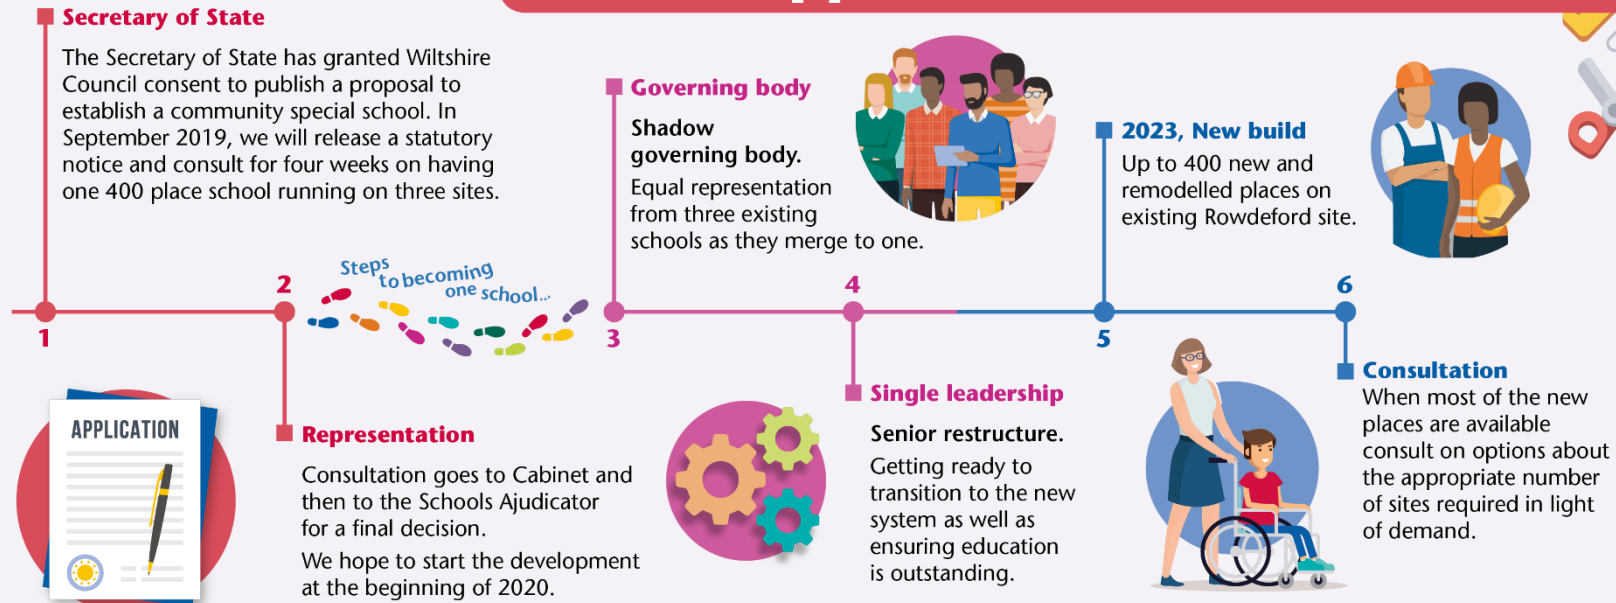 Secretary of State
The Secretary of State has granted Wiltshire
Council consent to publish a proposal to
establish a community special school. In
September 2019, we will release a statutory
notice and consult for four weeks on having
one 400 place school running on three sites.
1
2
Representation
Consultation goes to Cabinet and
then to the Schools Ajudicator
for a final decision.
We hope to start the development
at the beginning of 2020.
APPLICATION
Steps
to becoming
one school...
Governing body
Shadow
governing body.
Equal representation
from three existing
schools as they merge to one.
3
4
Single leadership
Senior restructure.
Getting ready to
transition to the new
system as well as
ensuring education
is outstanding.
2023, New build
Up to 400 new and
remodelled places on
existing Rowdeford site.
5
6
Consultation
When most of the new
places are available
consult on options about
the appropriate number
of sites required in light
of demand.